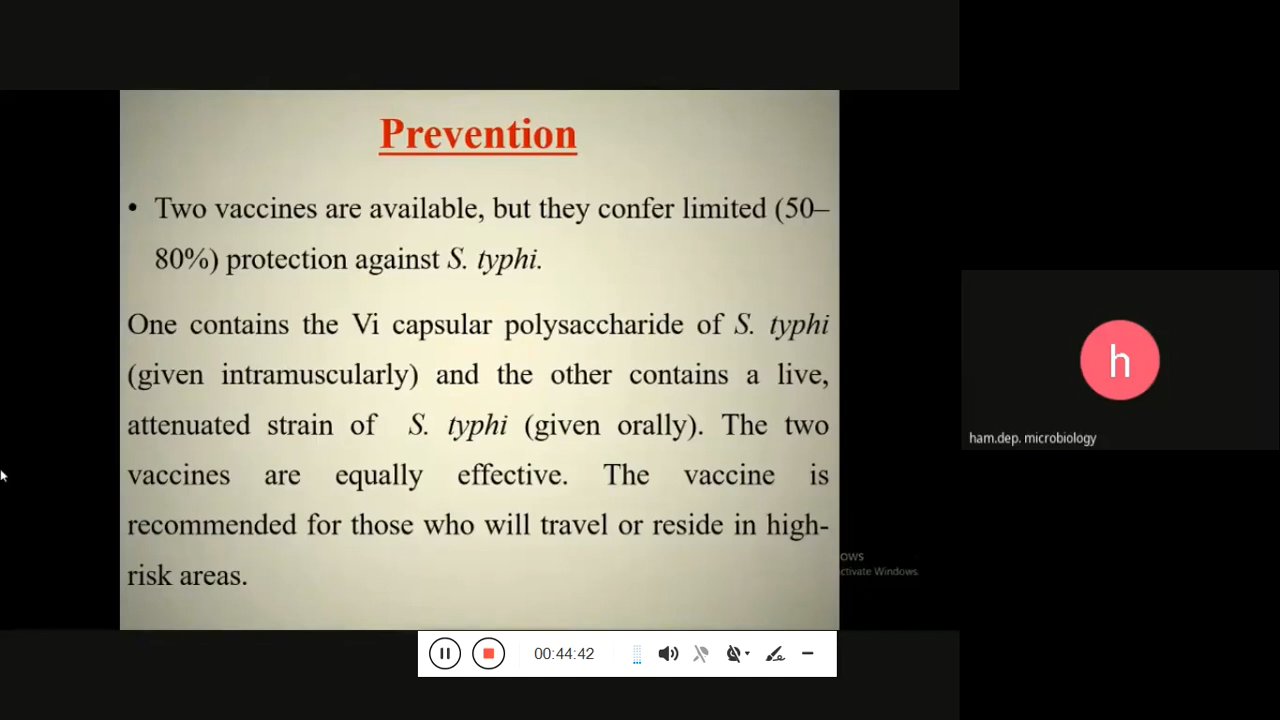 Prevention
• Two vaccines are available, but they confer limited (50–
80%) protection against S. typhi.
One contains the Vi capsular polysaccharide of S. typhi
(given intramuscularly) and the other contains a live,
attenuated strain of S. typhi (given orally). The two
vaccines are equally effective. The vaccine is
recommended for those who will travel or reside in high-
risk areas.
h
ham.dep. microbiology
ows
ctivate Windows.
00:44:42